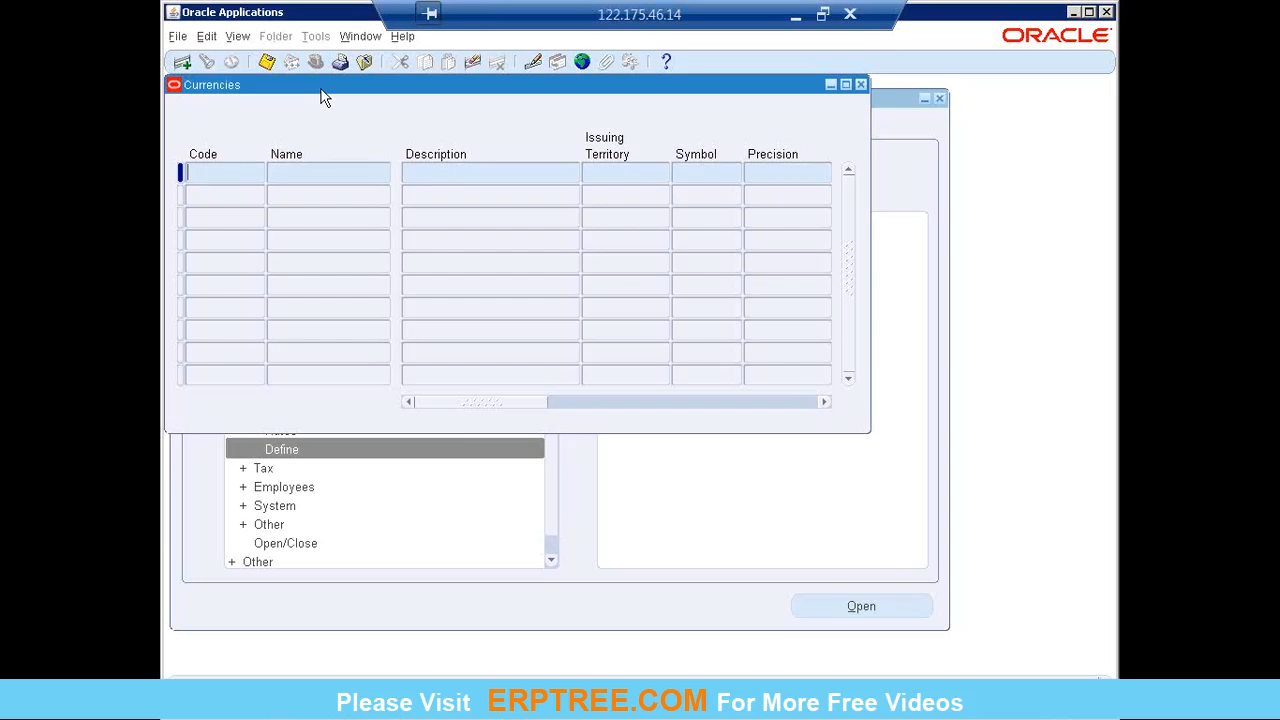 Oracle Applications
122.175.46.14
File Edit View Folder Tools Window Help
ORACLE
Currencies
Issuing
Code Name Description Territory Symbol Precision
Define
+ Tax
+ Employees
+ System
+ Other
Open/Close
+ Other
Open
Please Visit ERPTREE.COM For More Free Videos